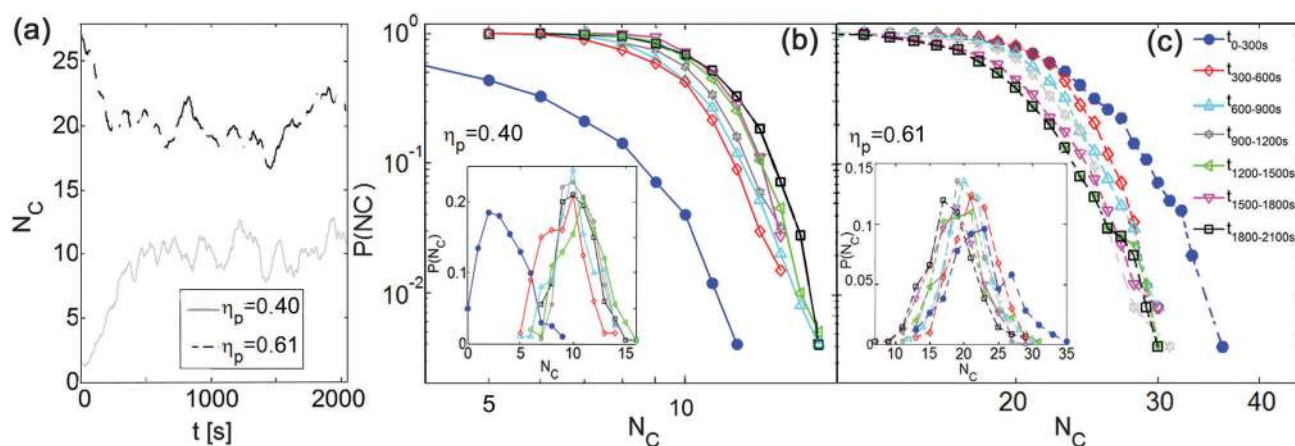 (a)
25
20
15
10
5
0
N_C
0
1000
2000
t [s]
η_p=0.40
η_p=0.61
P(NC)
10^0
10^-1
10^-2
(b)
η_p=0.40
5
10
N_C
P(N_C)
0.2
0.1
0
0
5
10
15
N_C
(c)
η_p=0.61
20
30
40
N_C
P(N_C)
0.15
0.10
0.05
0
10
15
20
25
30
35
N_C
t_0-300s
t_300-600s
t_600-900s
t_900-1200s
t_1200-1500s
t_1500-1800s
t_1800-2100s